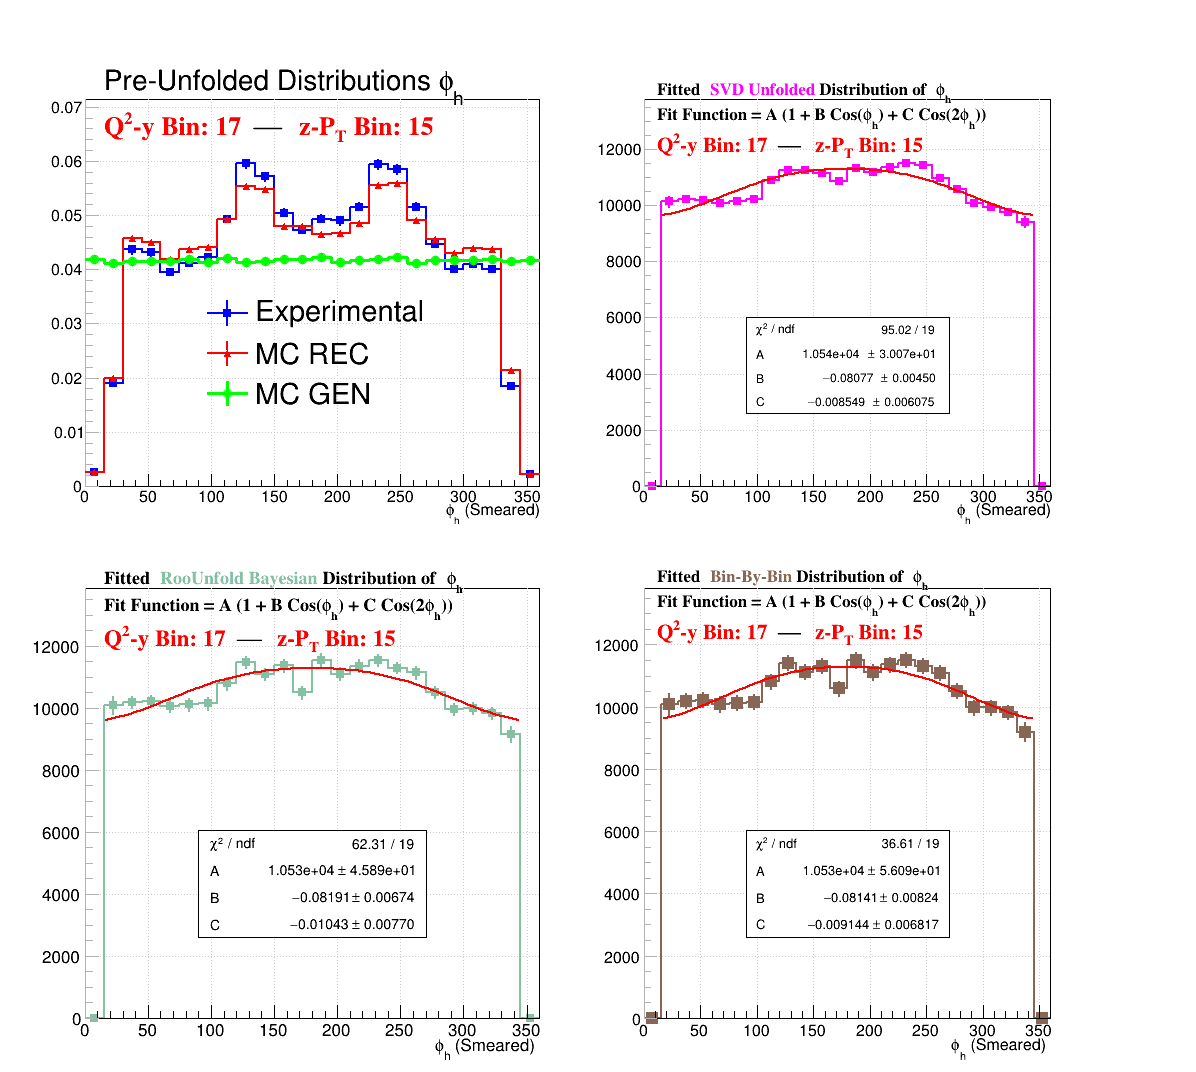 Pre-Unfolded Distributions ϕh
Q²-y Bin: 17 — z-PT Bin: 15
0.07
0.06
0.05
0.04
0.03
0.02
0.01
0
Experimental
MC REC
MC GEN
0 50 100 150 200 250 300 350
ϕh (Smeared)
Fitted SVD Unfolded Distribution of ϕh
Fit Function = A (1 + B Cos(ϕh) + C Cos(2ϕh))
Q²-y Bin: 17 — z-PT Bin: 15
12000
10000
8000
6000
4000
2000
0
χ² / ndf 95.02 / 19
A 1.054e+04 ± 3.007e+01
B −0.08077 ± 0.00450
C −0.008549 ± 0.006075
0 50 100 150 200 250 300 350
ϕh (Smeared)
Fitted RooUnfold Bayesian Distribution of ϕh
Fit Function = A (1 + B Cos(ϕh) + C Cos(2ϕh))
Q²-y Bin: 17 — z-PT Bin: 15
12000
10000
8000
6000
4000
2000
0
χ² / ndf 62.31 / 19
A 1.053e+04 ± 4.589e+01
B −0.08191 ± 0.00674
C −0.01043 ± 0.00770
0 50 100 150 200 250 300 350
ϕh (Smeared)
Fitted Bin-By-Bin Distribution of ϕh
Fit Function = A (1 + B Cos(ϕh) + C Cos(2ϕh))
Q²-y Bin: 17 — z-PT Bin: 15
12000
10000
8000
6000
4000
2000
0
χ² / ndf 36.61 / 19
A 1.053e+04 ± 5.609e+01
B −0.08141 ± 0.00824
C −0.009144 ± 0.006817
0 50 100 150 200 250 300 350
ϕh (Smeared)